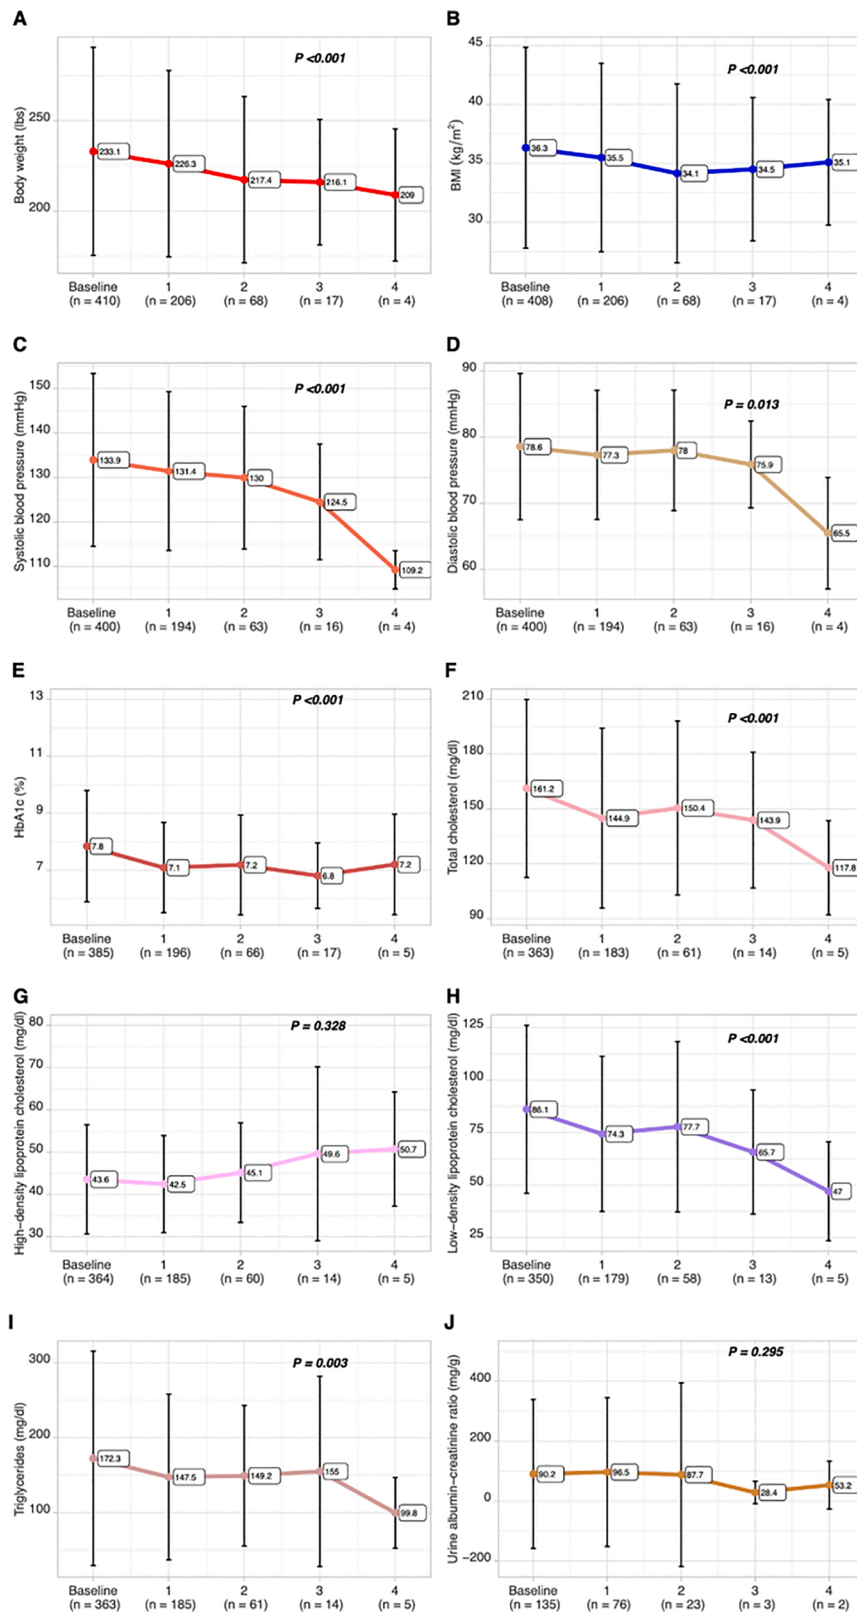 A
Body weight (lbs)
P <0.001
250
200
233.1
226.3
217.4
216.1
209
Baseline 1 2 3 4
(n = 410) (n = 206) (n = 68) (n = 17) (n = 4)
B
BMI (kg/m²)
P <0.001
45
40
35
30
36.3
35.5
34.1
34.5
35.1
Baseline 1 2 3 4
(n = 408) (n = 206) (n = 68) (n = 17) (n = 4)
C
Systolic blood pressure (mmHg)
P <0.001
150
140
130
120
110
133.9
131.4
130
124.5
109.2
Baseline 1 2 3 4
(n = 400) (n = 194) (n = 63) (n = 16) (n = 4)
D
Diastolic blood pressure (mmHg)
P = 0.013
90
80
70
60
78.6
77.3
78
75.9
65.5
Baseline 1 2 3 4
(n = 400) (n = 194) (n = 63) (n = 16) (n = 4)
E
HbA1c (%)
P <0.001
13
11
9
7
7.8
7.1
7.2
6.8
7.2
Baseline 1 2 3 4
(n = 385) (n = 196) (n = 66) (n = 17) (n = 5)
F
Total cholesterol (mg/dl)
P <0.001
210
180
150
120
90
161.2
144.9
150.4
143.9
117.8
Baseline 1 2 3 4
(n = 363) (n = 183) (n = 61) (n = 14) (n = 5)
G
High−density lipoprotein cholesterol (mg/dl)
P = 0.328
80
70
60
50
40
30
43.6
42.5
45.1
49.6
50.7
Baseline 1 2 3 4
(n = 364) (n = 185) (n = 60) (n = 14) (n = 5)
H
Low−density lipoprotein cholesterol (mg/dl)
P <0.001
125
100
75
50
25
86.1
74.3
77.7
65.7
47
Baseline 1 2 3 4
(n = 350) (n = 179) (n = 58) (n = 13) (n = 5)
I
Triglycerides (mg/dl)
P = 0.003
300
200
100
172.3
147.5
149.2
155
99.8
Baseline 1 2 3 4
(n = 363) (n = 185) (n = 61) (n = 14) (n = 5)
J
Urine albumin−creatinine ratio (mg/g)
P = 0.295
400
200
0
−200
90.2
96.5
87.7
28.4
53.2
Baseline 1 2 3 4
(n = 135) (n = 76) (n = 23) (n = 3) (n = 2)